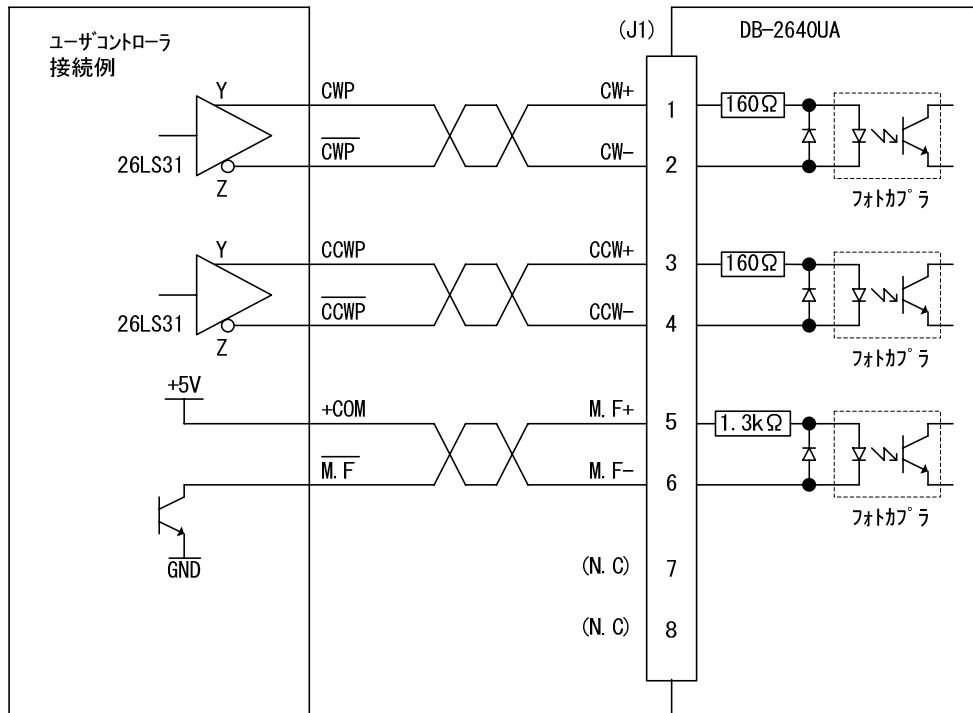 ユーザコントローラ
接続例
(J1)
DB-2640UA
Y
CWP
CW+
1
160Ω
26LS31
CWP
CW-
2
Z
フォトカプラ
Y
CCWP
CCW+
3
160Ω
26LS31
CCWP
CCW-
4
Z
フォトカプラ
+5V
+COM
M.F+
5
1.3kΩ
M.F
M.F-
6
フォトカプラ
GND
(N.C)
7
(N.C)
8